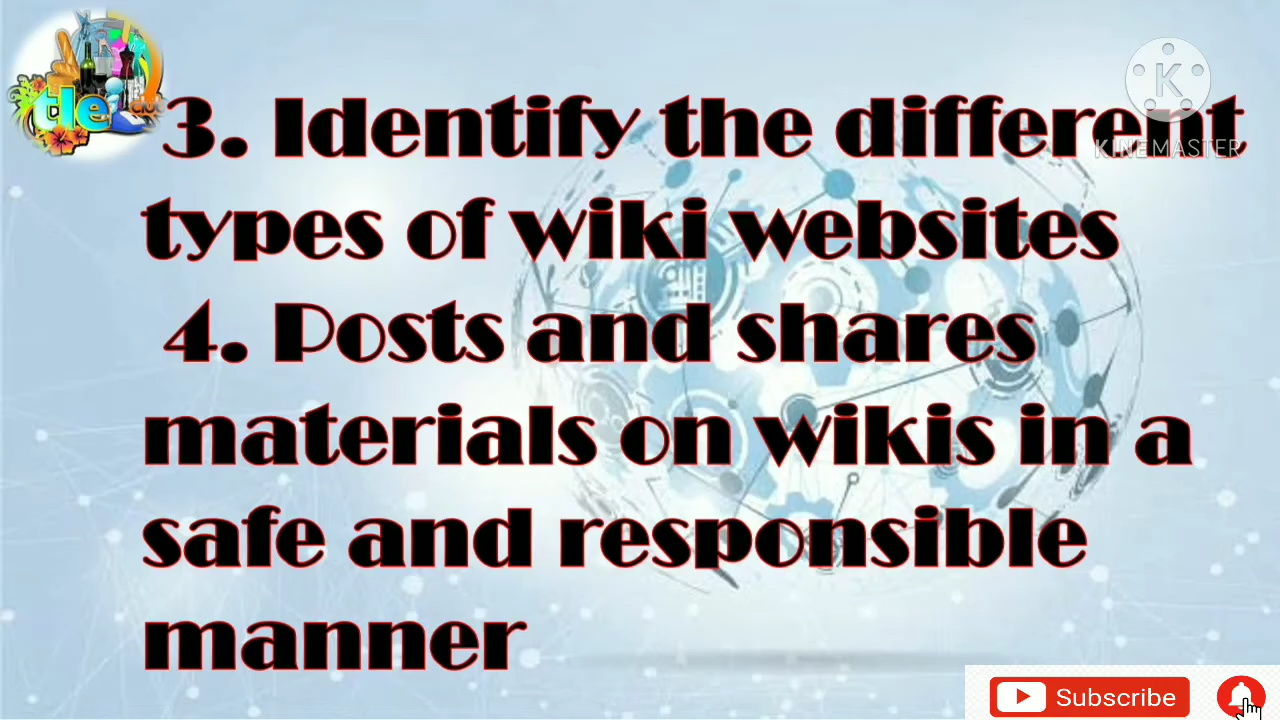 tle
K
KINEMASTER
3. Identify the different
types of wiki websites
4. Posts and shares
materials on wikis in a
safe and responsible
manner
Subscribe